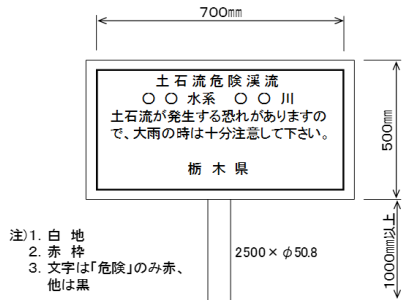 700mm
土石流危険渓流
○ ○ 水系 ○ ○ 川
土石流が発生する恐れがありますの
で、大雨の時は十分注意して下さい。
栃 木 県
500mm
1000mm以上
2500×φ50.8
注)1. 白 地
2. 赤 枠
3. 文字は「危険」のみ赤、
他は黒